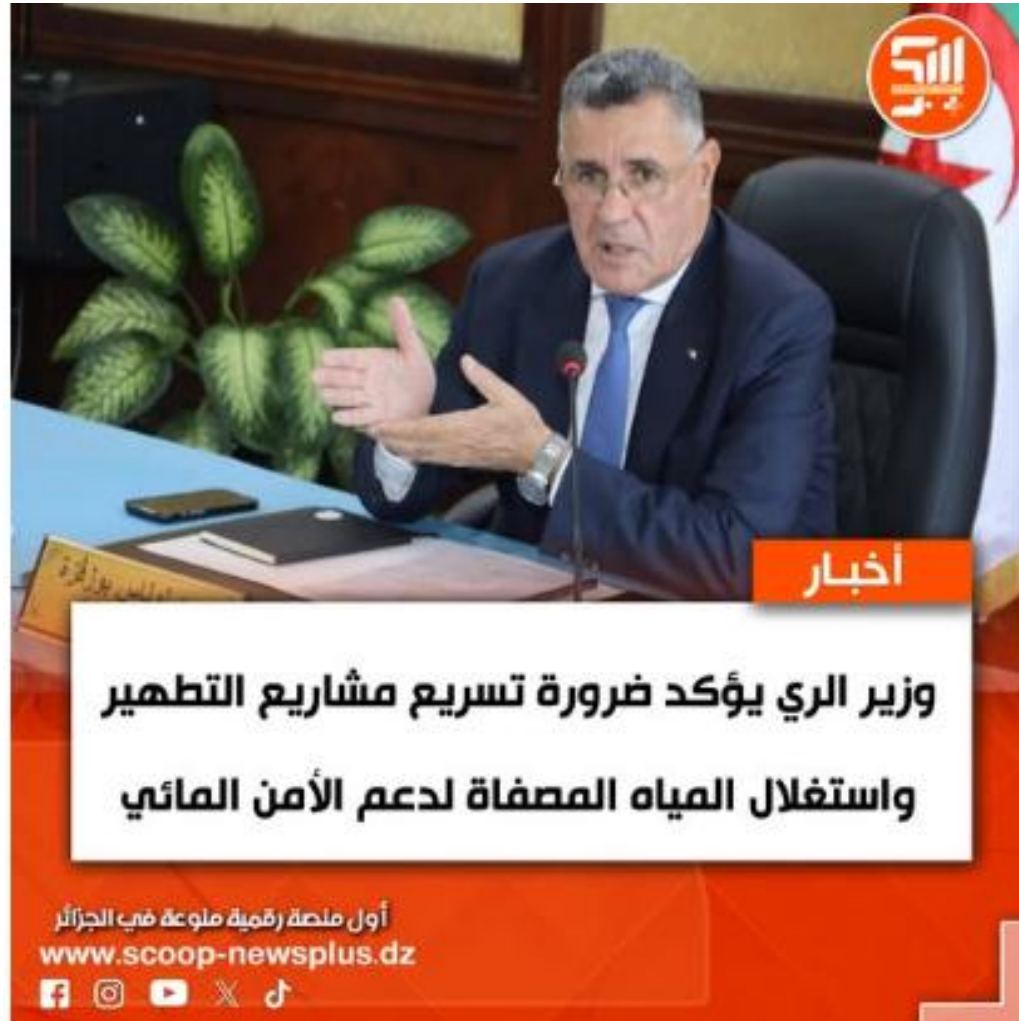 أخبار
وزير الري يؤكد ضرورة تسريع مشاريع التطهير
واستغلال المياه المصفاة لدعم الأمن المائي
أول منصة رقمية منوعة في الجزائر
www.scoop-newsplus.dz